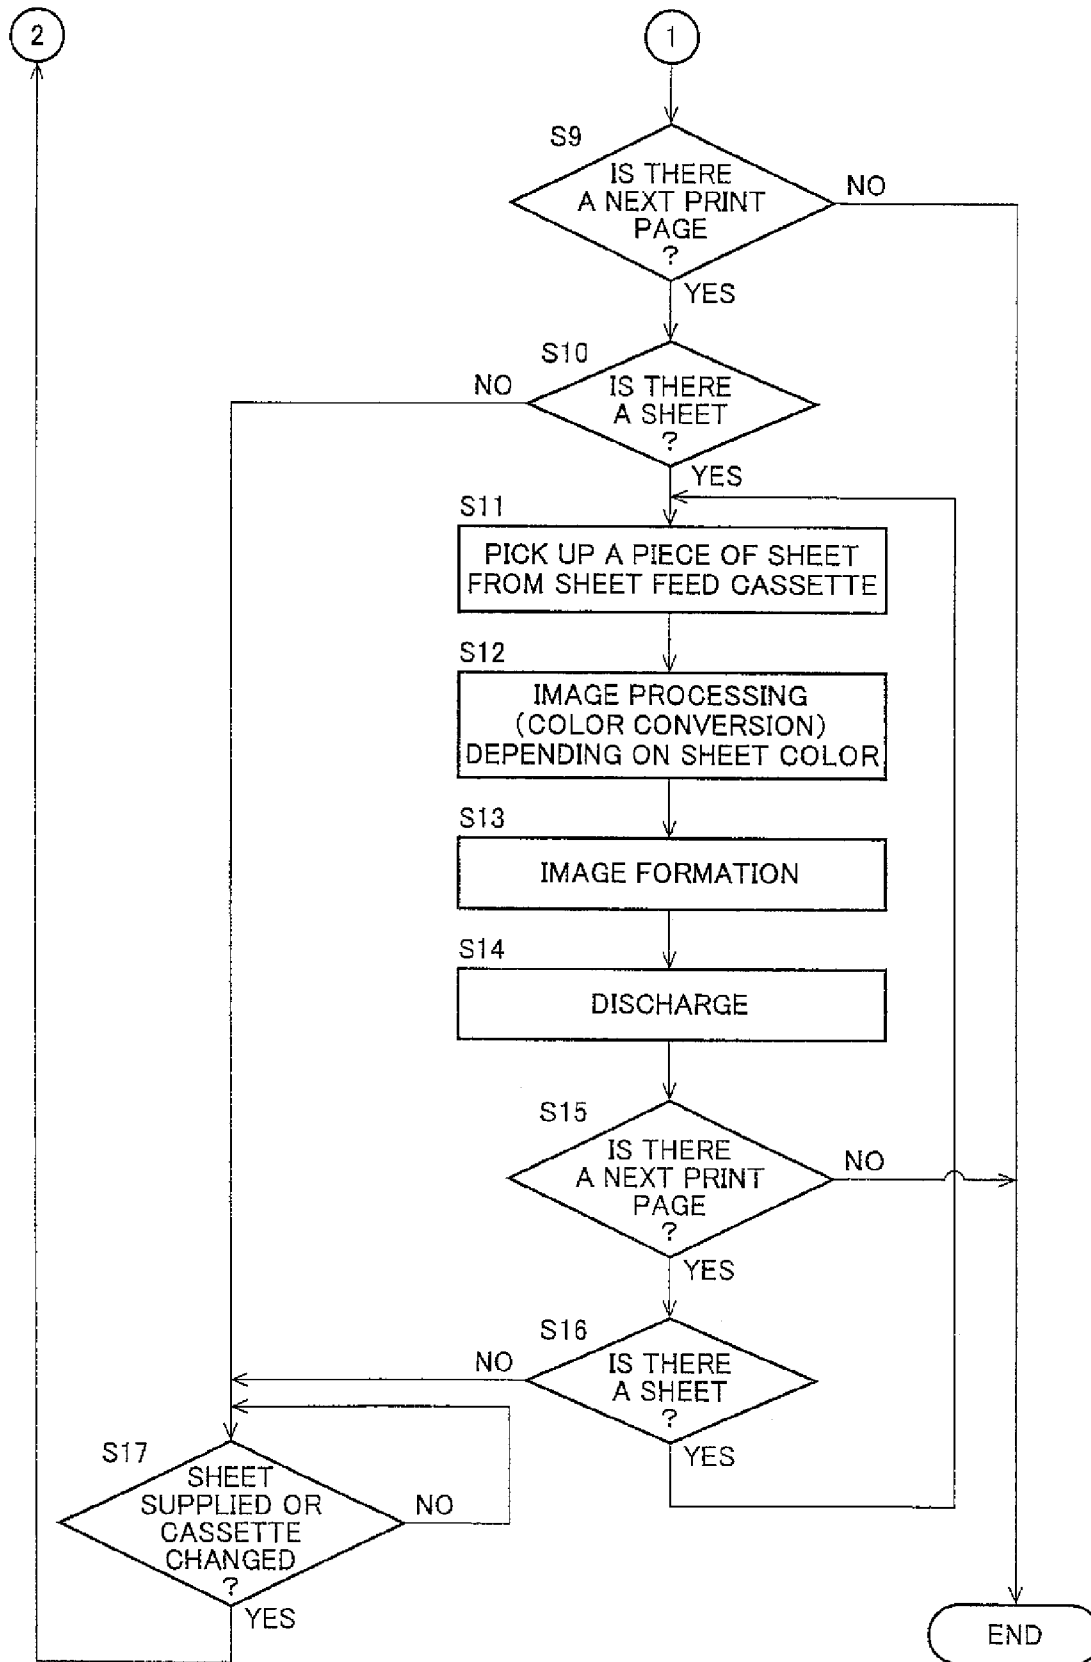 2
1
S9
IS THERE
A NEXT PRINT
PAGE
?
NO
YES
S10
NO
IS THERE
A SHEET
?
YES
S11
PICK UP A PIECE OF SHEET
FROM SHEET FEED CASSETTE
S12
IMAGE PROCESSING
(COLOR CONVERSION)
DEPENDING ON SHEET COLOR
S13
IMAGE FORMATION
S14
DISCHARGE
S15
IS THERE
A NEXT PRINT
PAGE
?
NO
YES
S16
NO
IS THERE
A SHEET
?
YES
S17
SHEET
SUPPLIED OR
CASSETTE
CHANGED
?
NO
YES
END